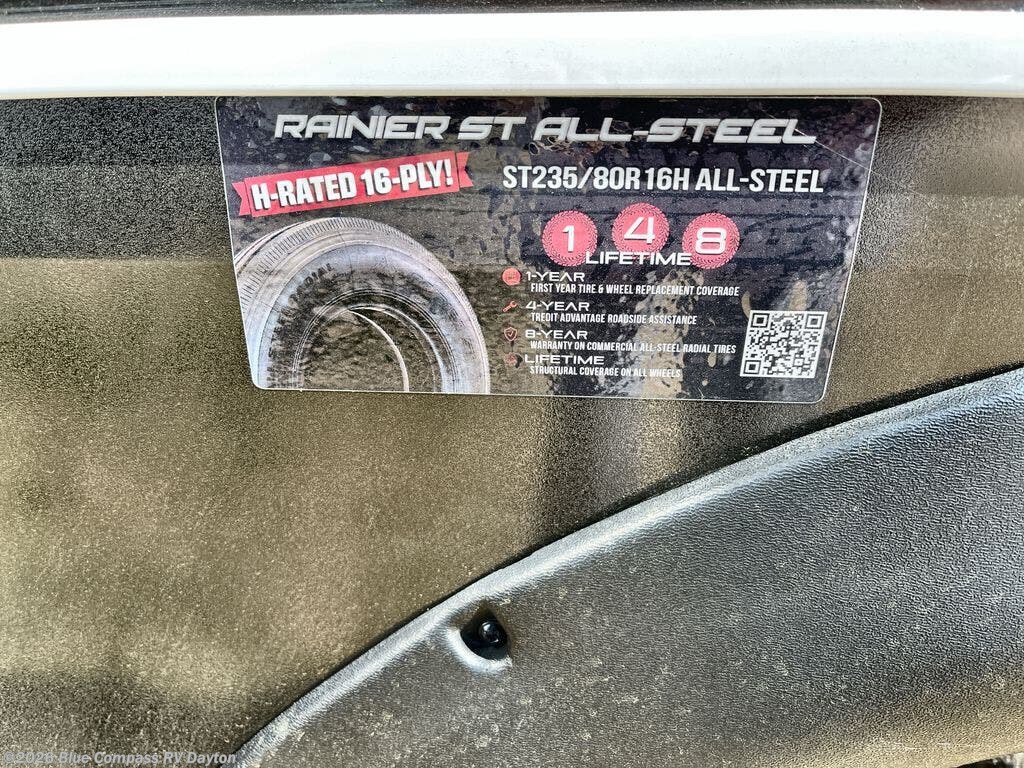 RAINIER ST ALL-STEEL
H-RATED 16-PLY!
ST235/80R16H ALL-STEEL
1 4 8
LIFETIME
1-YEAR
FIRST YEAR TIRE & WHEEL REPLACEMENT COVERAGE
4-YEAR
TREDIT ADVANTAGE ROADSIDE ASSISTANCE
8-YEAR
WARRANTY ON COMMERCIAL ALL-STEEL RADIAL TIRES
LIFETIME
STRUCTURAL COVERAGE ON ALL WHEELS
©2026 Blue Compass RV Dayton